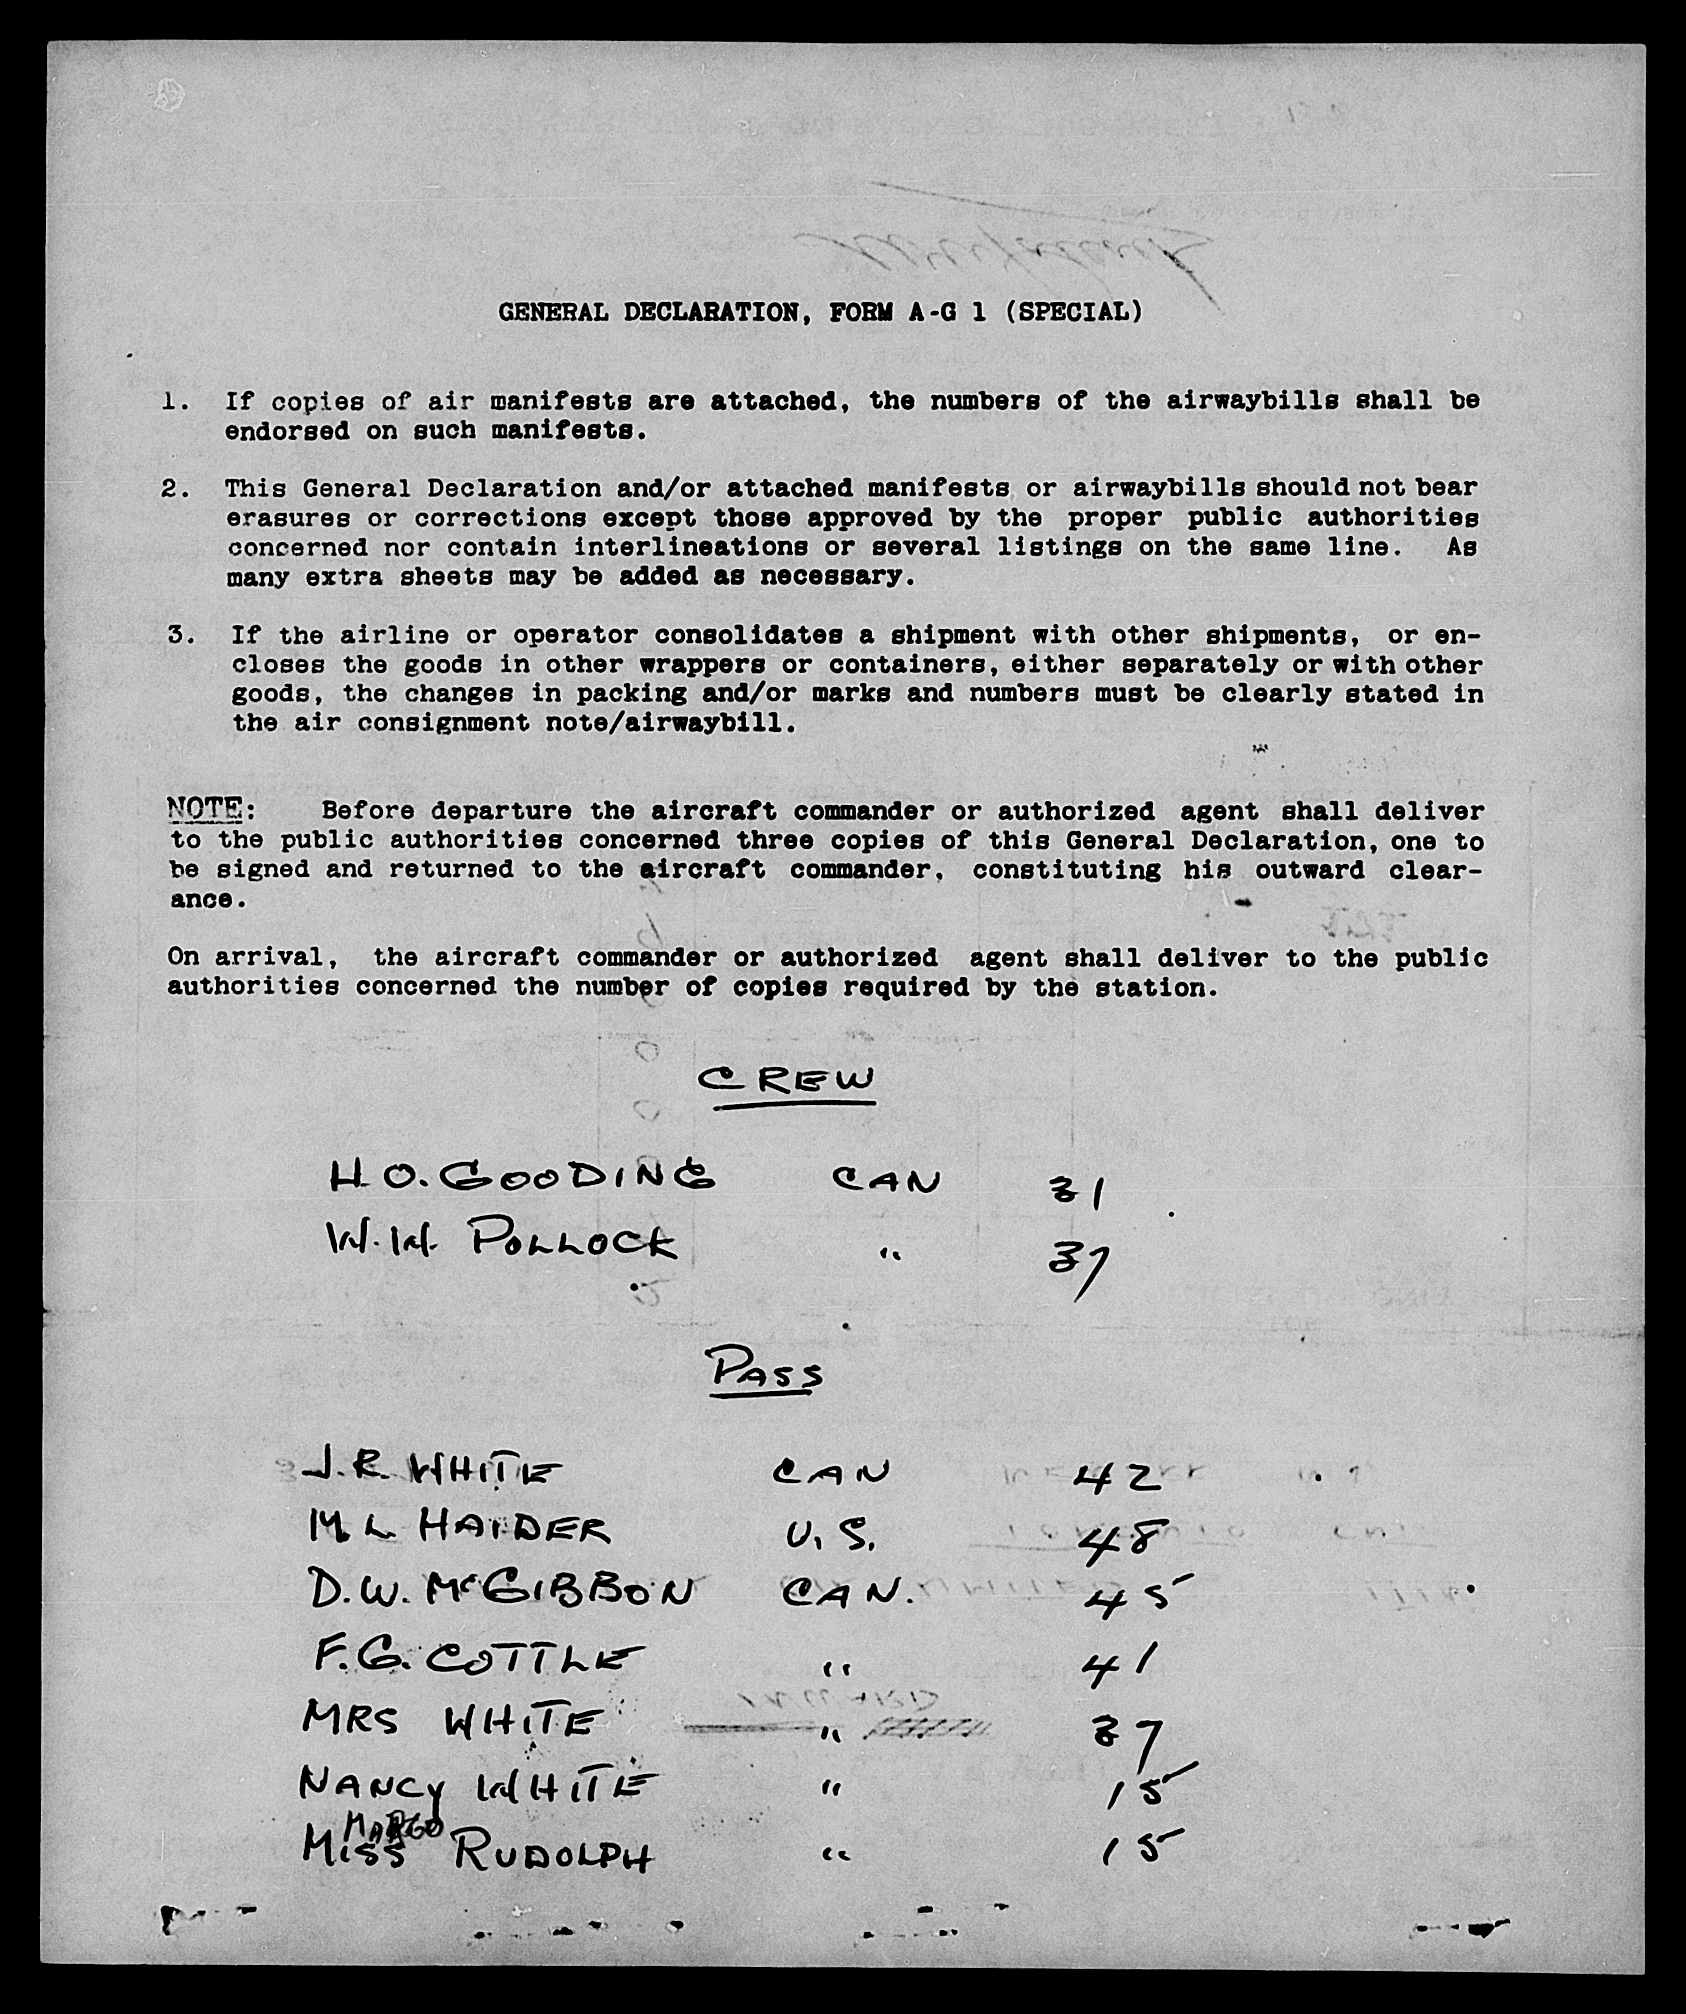 GENERAL DECLARATION, FORM A-G 1 (SPECIAL)
1. If copies of air manifests are attached, the numbers of the airwaybills shall be
endorsed on such manifests.
2. This General Declaration and/or attached manifests or airwaybills should not bear
erasures or corrections except those approved by the proper public authorities
concerned nor contain interlineations or several listings on the same line. As
many extra sheets may be added as necessary.
3. If the airline or operator consolidates a shipment with other shipments, or en-
closes the goods in other wrappers or containers, either separately or with other
goods, the changes in packing and/or marks and numbers must be clearly stated in
the air consignment note/airwaybill.
NOTE: Before departure the aircraft commander or authorized agent shall deliver
to the public authorities concerned three copies of this General Declaration, one to
be signed and returned to the aircraft commander, constituting his outward clear-
ance.
On arrival, the aircraft commander or authorized agent shall deliver to the public
authorities concerned the number of copies required by the station.
CREW
H.O. GOODING CAN 31
W.W. POLLOCK " 37
PASS
J.R. WHITE CAN 42
M.L. HAIDER U.S. 48
D.W. McGIBBON CAN. 45
F.G. COTTLE " 41
MRS WHITE " 37
NANCY WHITE " 15
MARGO
MISS RUDOLPH " 15